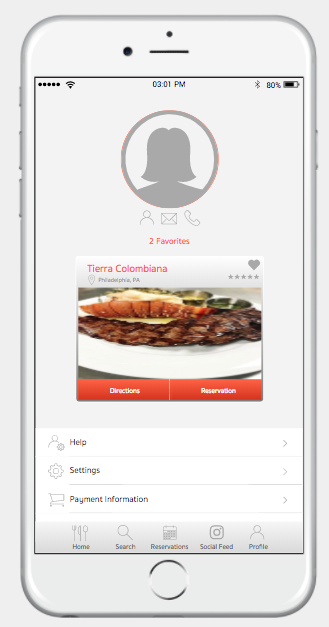 03:01 PM
80%
2 Favorites
Tierra Colombiana
Philadelphia, PA
Directions
Reservation
Help
Settings
Payment Information
Home
Search
Reservations
Social Feed
Profile